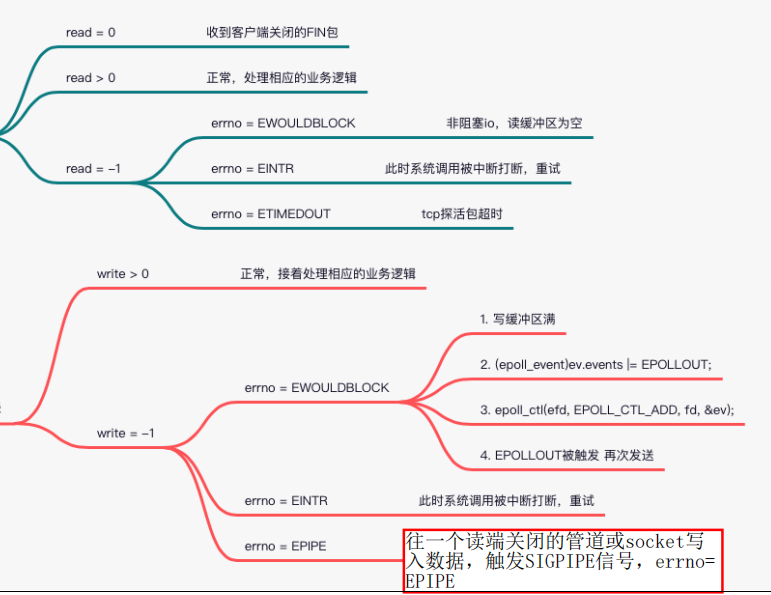 read = 0 收到客户端关闭的FIN包
read > 0 正常，处理相应的业务逻辑
errno = EWOULDBLOCK 非阻塞io，读缓冲区为空
read = -1 errno = EINTR 此时系统调用被中断打断，重试
errno = ETIMEDOUT tcp探活包超时
write > 0 正常，接着处理相应的业务逻辑
1. 写缓冲区满
2. (epoll_event)ev.events |= EPOLLOUT;
errno = EWOULDBLOCK
3. epoll_ctl(efd, EPOLL_CTL_ADD, fd, &ev);
write = -1
4. EPOLLOUT被触发 再次发送
errno = EINTR 此时系统调用被中断打断，重试
errno = EPIPE
往一个读端关闭的管道或socket写
入数据，触发SIGPIPE信号，errno=
EPIPE